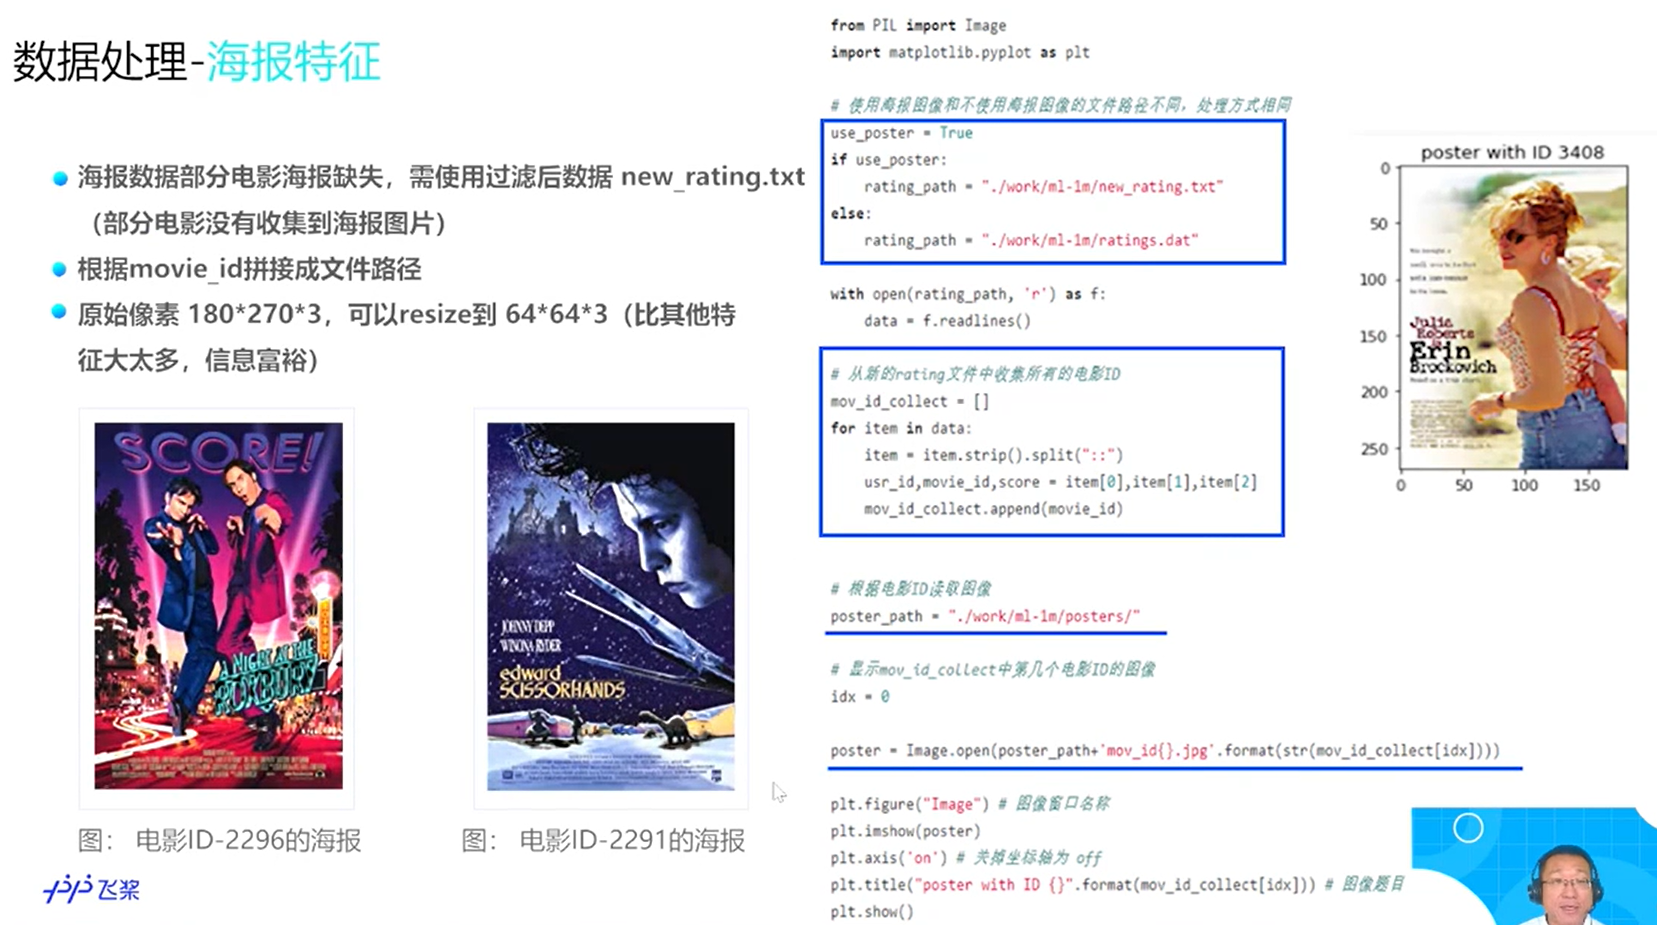 数据处理-海报特征
海报数据部分电影海报缺失，需使用过滤后数据 new_rating.txt
（部分电影没有收集到海报图片）
根据movie_id拼接成文件路径
原始像素 180*270*3，可以resize到 64*64*3（比其他特
征大太多，信息富裕）
SCORE!
A NIGHT AT THE
ROXBURY
图： 电影ID-2296的海报
JOHNNY DEPP
WINONA RYDER
edward
SCISSORHANDS
图： 电影ID-2291的海报
飞桨
from PIL import Image
import matplotlib.pyplot as plt
# 使用海报图像和不使用海报图像的文件路径不同，处理方式相同
use_poster = True
if use_poster:
    rating_path = "./work/ml-1m/new_rating.txt"
else:
    rating_path = "./work/ml-1m/ratings.dat"
with open(rating_path, 'r') as f:
    data = f.readlines()
# 从新的rating文件中收集所有的电影ID
mov_id_collect = []
for item in data:
    item = item.strip().split("::")
    usr_id,movie_id,score = item[0],item[1],item[2]
    mov_id_collect.append(movie_id)
# 根据电影ID读取图像
poster_path = "./work/ml-1m/posters/"
# 显示mov_id_collect中第几个电影ID的图像
idx = 0
poster = Image.open(poster_path+'mov_id{}.jpg'.format(str(mov_id_collect[idx])))
plt.figure("Image") # 图像窗口名称
plt.imshow(poster)
plt.axis('on') # 关掉坐标轴为 off
plt.title("poster with ID {}".format(mov_id_collect[idx])) # 图像题目
plt.show()
poster with ID 3408
0
50
100
150
200
250
0 50 100 150
Julia
Roberts
Erin
Brockovich